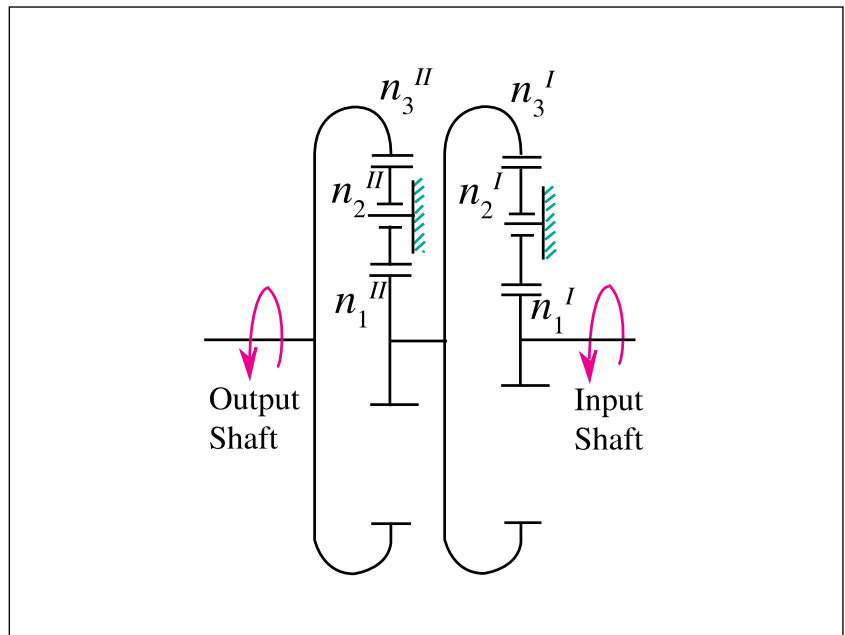 n₃ᴵᴵ
n₃ᴵ
n₂ᴵᴵ
n₂ᴵ
n₁ᴵᴵ
n₁ᴵ
Output
Shaft
Input
Shaft